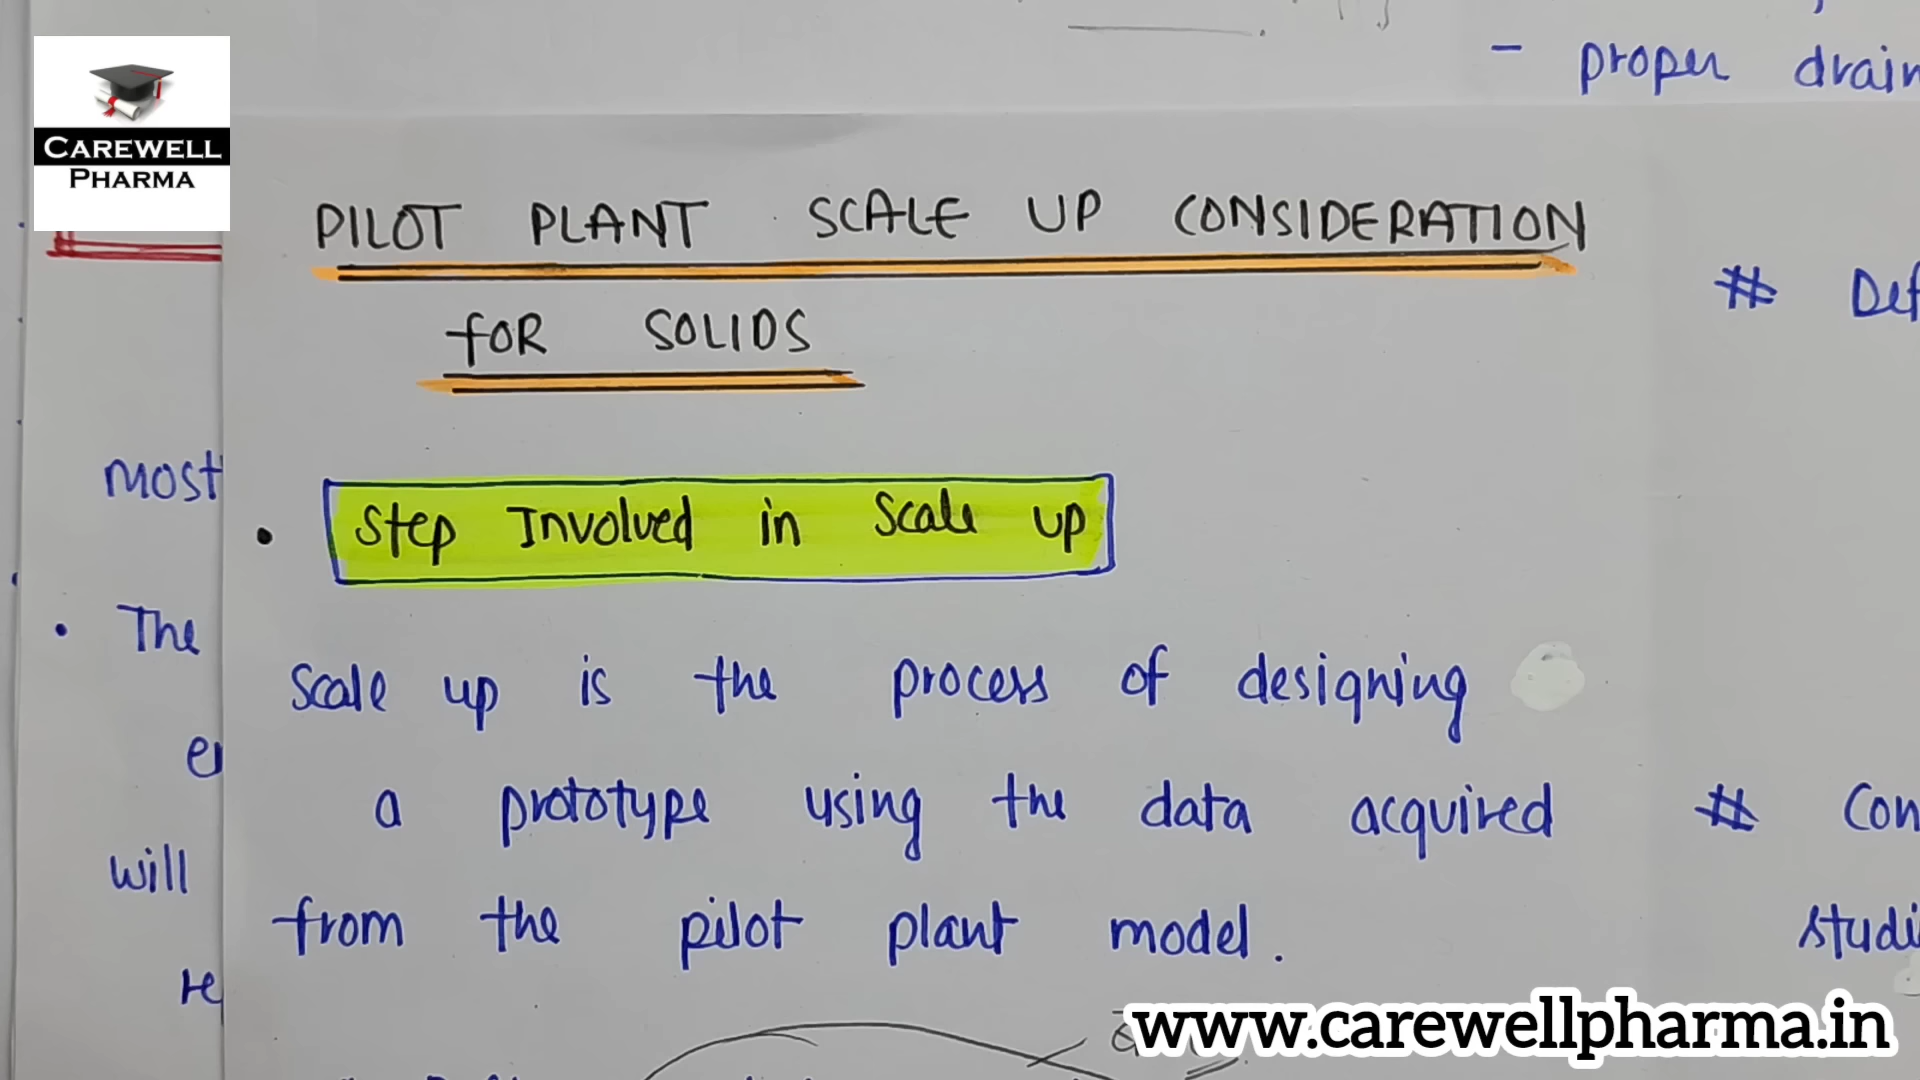 - proper drain
CAREWELL
PHARMA
PILOT PLANT SCALE UP CONSIDERATION
FOR SOLIDS
# Def
most
• Step Involved in Scale up
• The
Scale up is the process of designing
a prototype using the data acquired
# Con
will
from the pilot plant model.
studi
re
www.carewellpharma.in